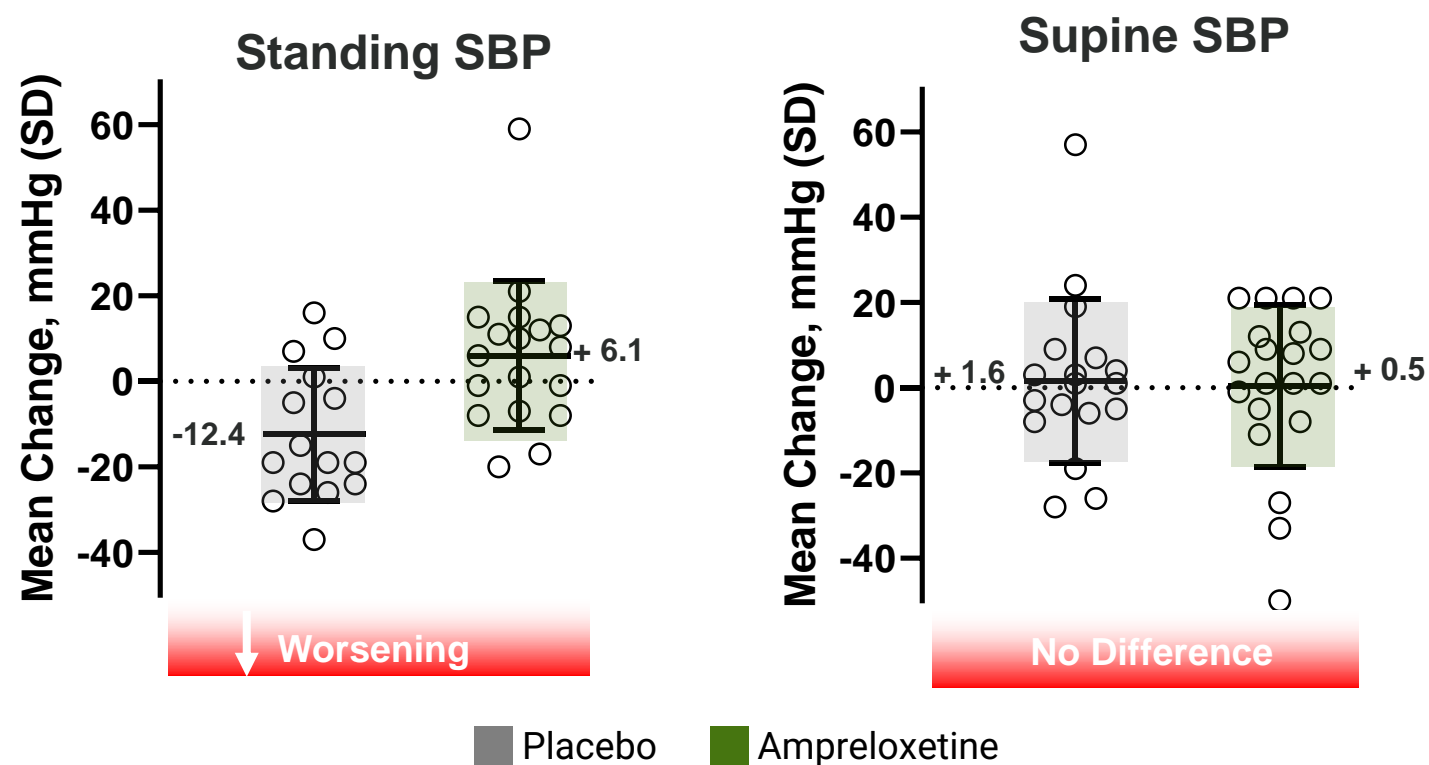 Standing SBP
Mean Change, mmHg (SD)
60
40
20
0
-20
-40
-12.4
+ 6.1
Worsening
Supine SBP
Mean Change, mmHg (SD)
60
40
20
0
-20
-40
+ 1.6
+ 0.5
No Difference
Placebo
Ampreloxetine